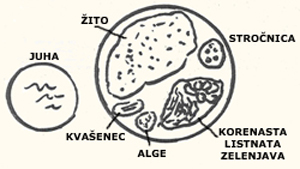 ŽITO
STROČNICA
JUHA
KVAŠENEC
ALGE
KORENASTA
LISTNATA
ZELENJAVA